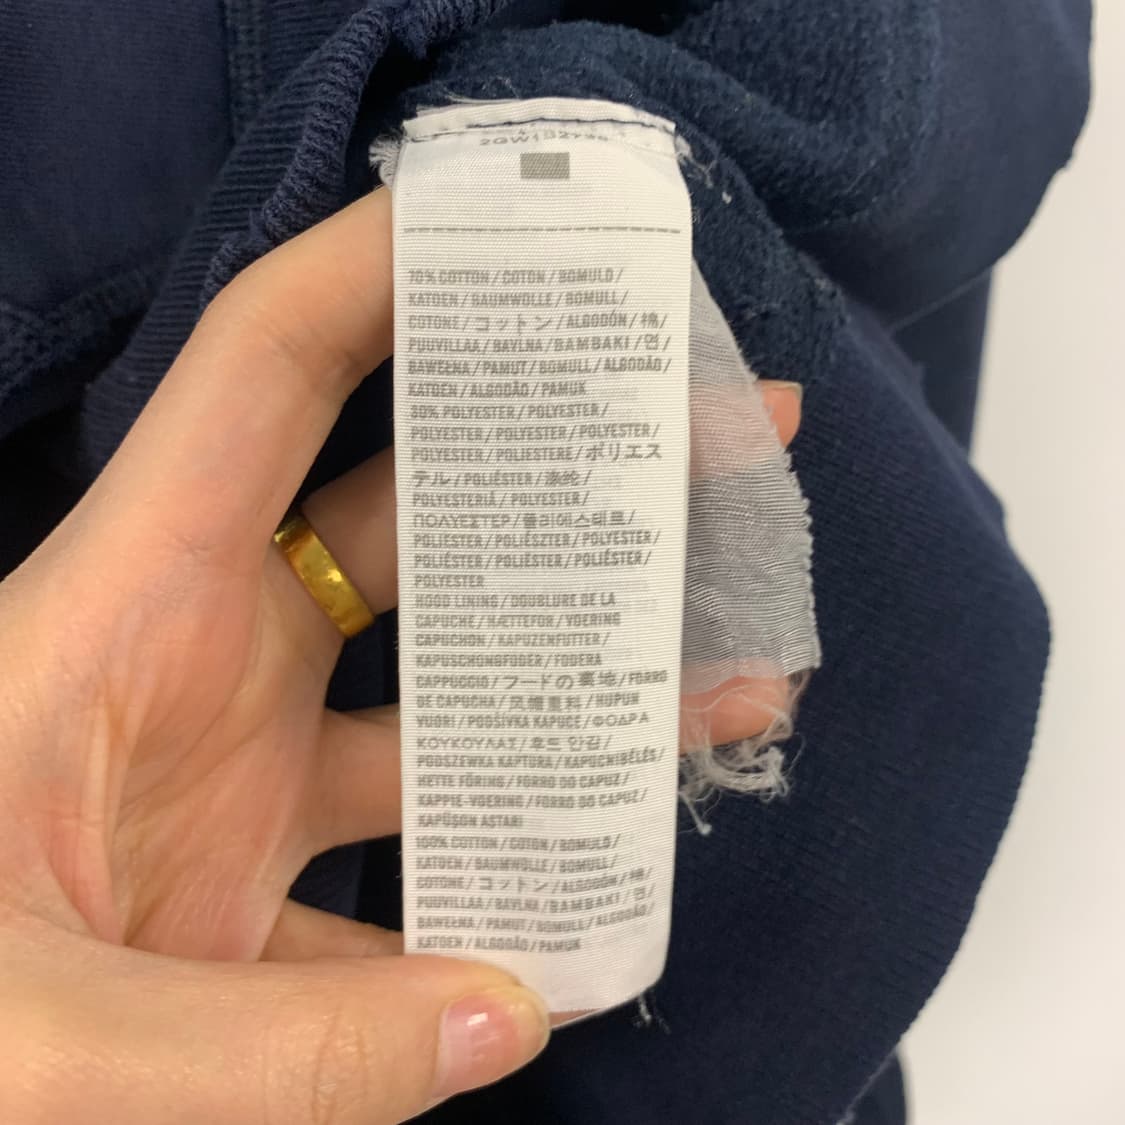 70% COTTON / COTON / BOMULD /
KATOEN / BAUMWOLLE / BOMULL /
COTONE / コットン / ALGODÓN / 棉 /
PUUVILLAA / BAVLNA / BAMBAKI / 면 /
BAWEŁNA / PAMUT / BOMULL / ALGODÃO /
KATOEN / ALGODÃO / PAMUK
30% POLYESTER / POLYESTER /
POLYESTER / POLYESTER / POLYESTER /
POLYESTER / POLIESTERE / ポリエス
テル / POLIÉSTER / 涤纶 /
POLYESTERIÄ / POLYESTER /
ΠΟΛΥΕΣΤΕΡ / 폴리에스테르 /
POLIESTER / POLIÉSZTER / POLYESTER /
POLIÉSTER / POLIESTER / POLIÉSTER /
POLYESTER
HOOD LINING / DOUBLURE DE LA
CAPUCHE / HÆTTEFOR / VOERING
CAPUCHON / KAPUZENFUTTER /
KAPUSCHONGFODER / FODERA
CAPPUCCIO / フードの裏地 / FORRO
DE CAPUCHA / 风帽里料 / HUPUN
VUORI / PODŠÍVKA KAPUCE / ΦΟΔΡΑ
ΚΟΥΚΟΥΛΑΣ / 후드 안감 /
PODSZEWKA KAPTURA / KAPUCNIBÉLÉS /
HETTE FÔRING / FORRO DO CAPUZ /
KAPPIE-VOERING / FORRO DO CAPUZ /
KAPÜŞON ASTARI
100% COTTON / COTON / BOMULD /
KATOEN / BAUMWOLLE / BOMULL /
COTONE / コットン / ALGODÓN / 棉 /
PUUVILLAA / BAVLNA / BAMBAKI / 면 /
BAWEŁNA / PAMUT / BOMULL / ALGODÃO /
KATOEN / ALGODÃO / PAMUK